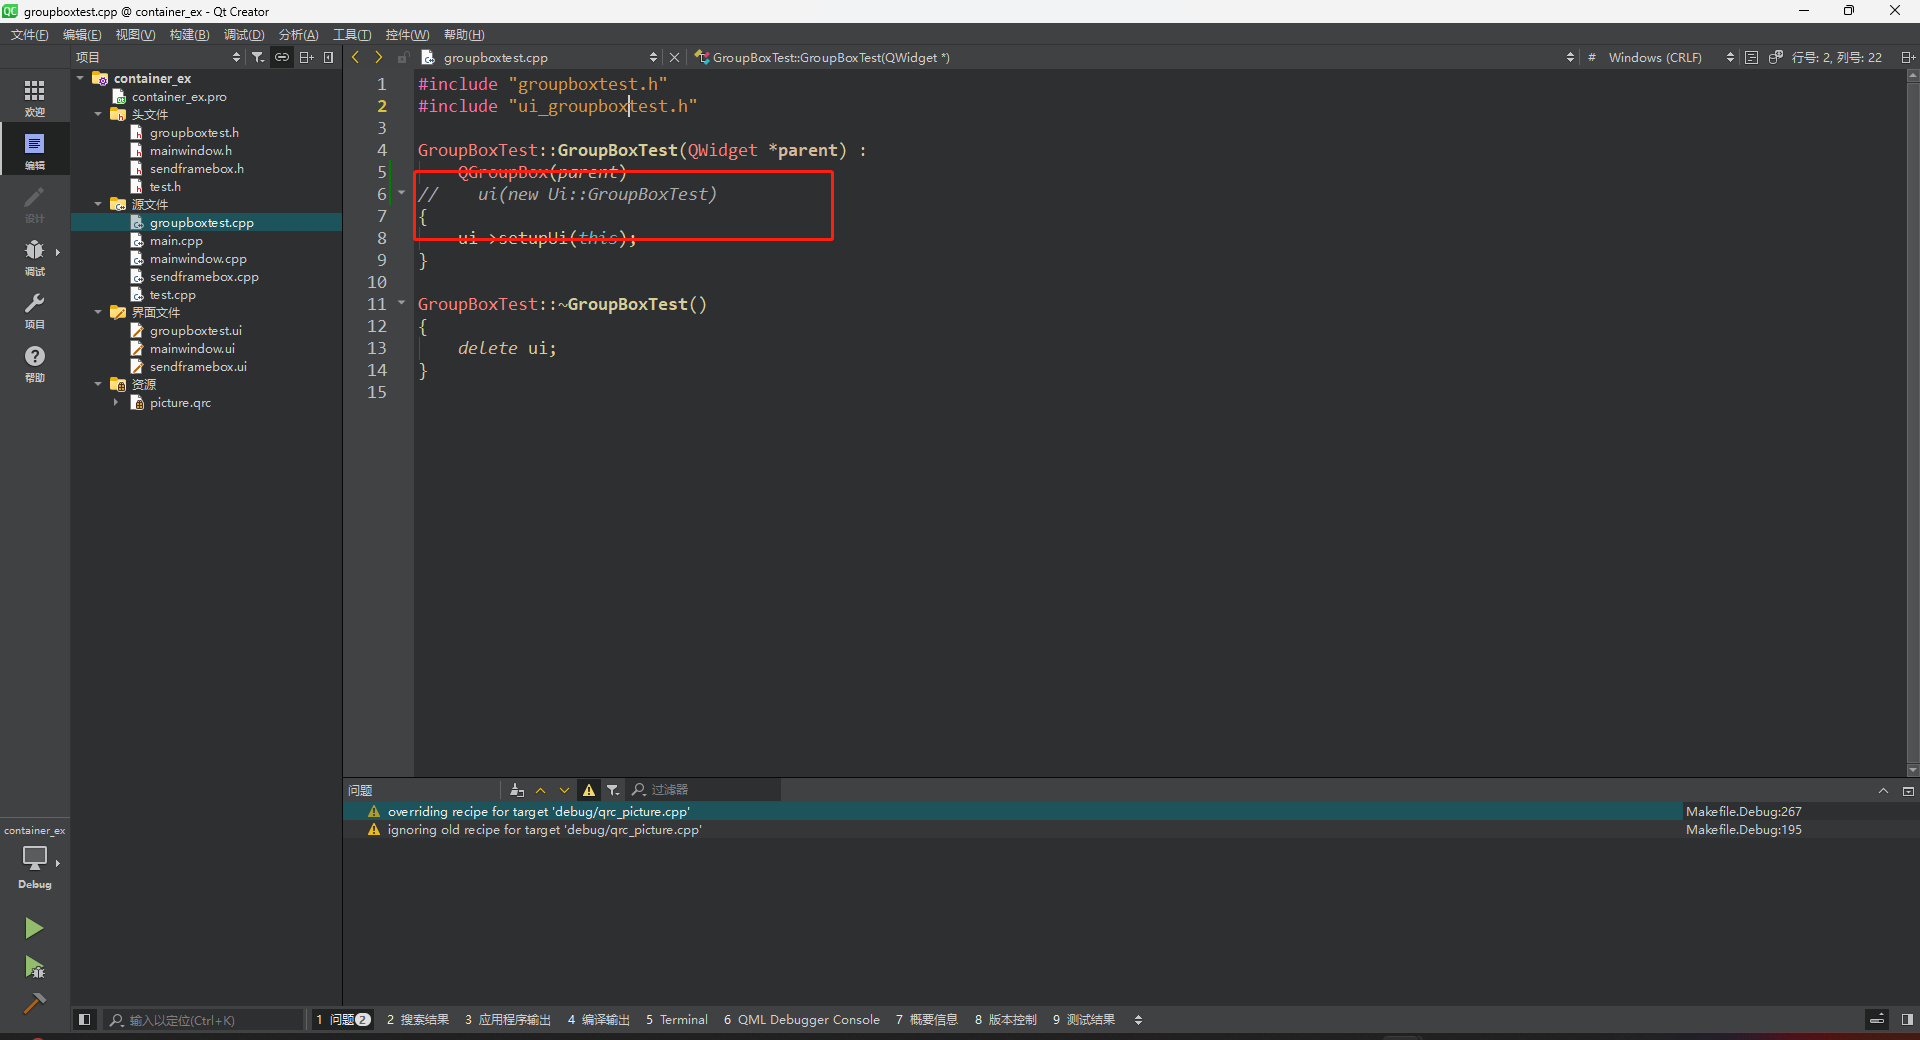 groupboxtest.cpp @ container_ex - Qt Creator
文件(F) 编辑(E) 视图(V) 构建(B) 调试(D) 分析(A) 工具(T) 控件(W) 帮助(H)
项目
groupboxtest.cpp
GroupBoxTest::GroupBoxTest(QWidget *)
# Windows (CRLF)
行号: 2, 列号: 22
欢迎
编辑
设计
调试
项目
帮助
container_ex
container_ex.pro
头文件
groupboxtest.h
mainwindow.h
sendframebox.h
test.h
源文件
groupboxtest.cpp
main.cpp
mainwindow.cpp
sendframebox.cpp
test.cpp
界面文件
groupboxtest.ui
mainwindow.ui
sendframebox.ui
资源
picture.qrc
1 #include "groupboxtest.h"
2 #include "ui_groupboxtest.h"
3
4 GroupBoxTest::GroupBoxTest(QWidget *parent) :
5 QGroupBox(parent)
6 // ui(new Ui::GroupBoxTest)
7 {
8 ui->setupUi(this);
9 }
10
11 GroupBoxTest::~GroupBoxTest()
12 {
13 delete ui;
14 }
15
问题
过滤器
overriding recipe for target 'debug/qrc_picture.cpp' Makefile.Debug:267
ignoring old recipe for target 'debug/qrc_picture.cpp' Makefile.Debug:195
container_ex
Debug
输入以定位(Ctrl+K)
1 问题 2 2 搜索结果 3 应用程序输出 4 编译输出 5 Terminal 6 QML Debugger Console 7 概要信息 8 版本控制 9 测试结果